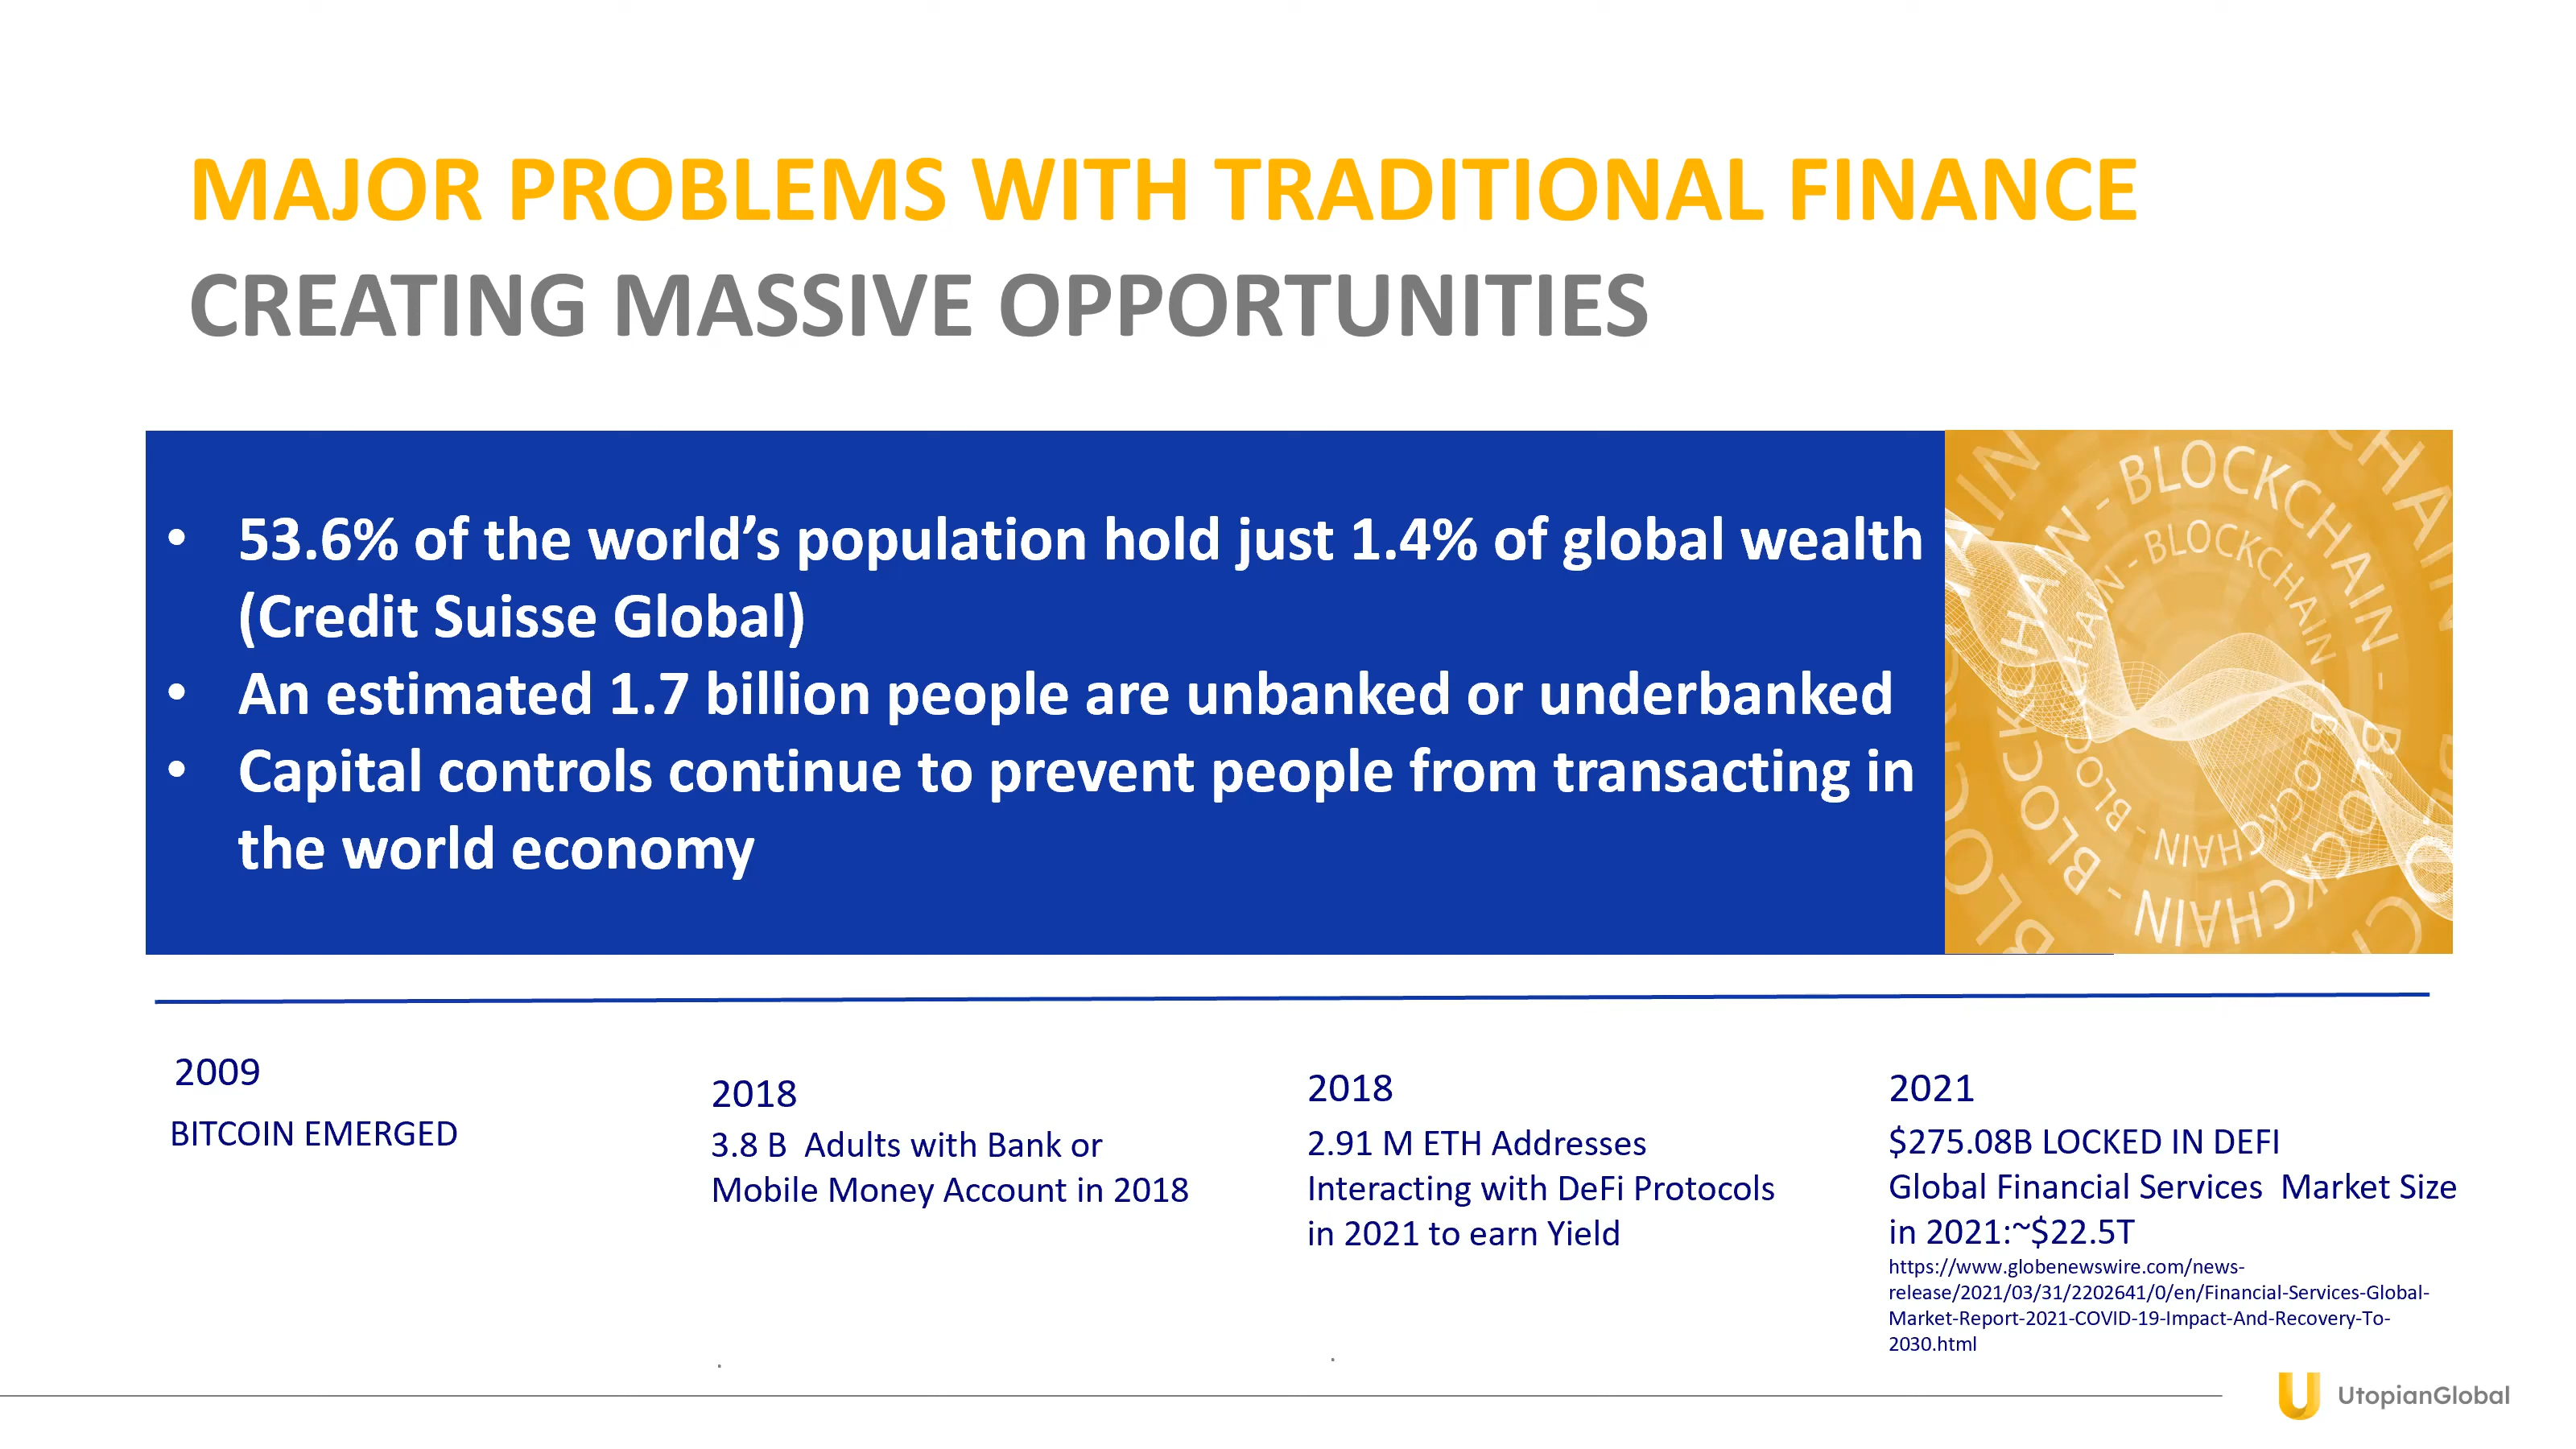 MAJOR PROBLEMS WITH TRADITIONAL FINANCE
CREATING MASSIVE OPPORTUNITIES
• 53.6% of the world’s population hold just 1.4% of global wealth
(Credit Suisse Global)
• An estimated 1.7 billion people are unbanked or underbanked
• Capital controls continue to prevent people from transacting in
the world economy
BLOCKCHAIN - BLOCKCHAIN - BLOCKCHAIN -
BLOCKCHAIN - BLOCKCHAIN - BLOCKCHAIN -
2009
BITCOIN EMERGED
2018
3.8 B  Adults with Bank or
Mobile Money Account in 2018
2018
2.91 M ETH Addresses
Interacting with DeFi Protocols
in 2021 to earn Yield
2021
$275.08B LOCKED IN DEFI
Global Financial Services  Market Size
in 2021:~$22.5T
https://www.globenewswire.com/news-
release/2021/03/31/2202641/0/en/Financial-Services-Global-
Market-Report-2021-COVID-19-Impact-And-Recovery-To-
2030.html
.
.
UtopianGlobal